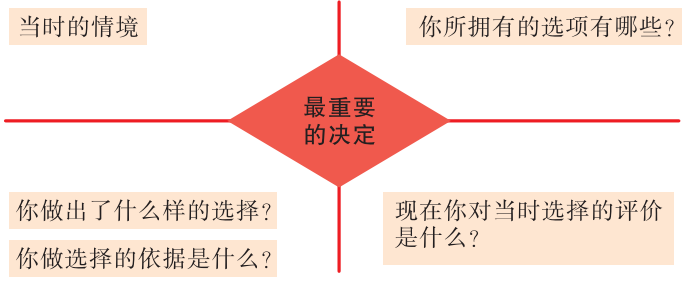 当时的情境
你所拥有的选项有哪些?
最重要
的决定
你做出了什么样的选择?
你做选择的依据是什么?
现在你对当时选择的评价
是什么?